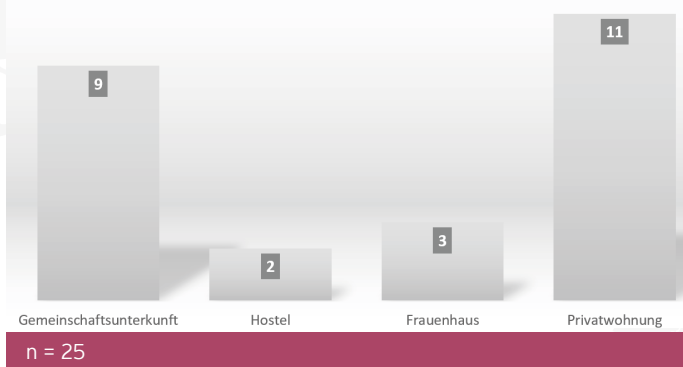 11
9
3
2
Gemeinschaftsunterkunft Hostel Frauenhaus Privatwohnung
n = 25